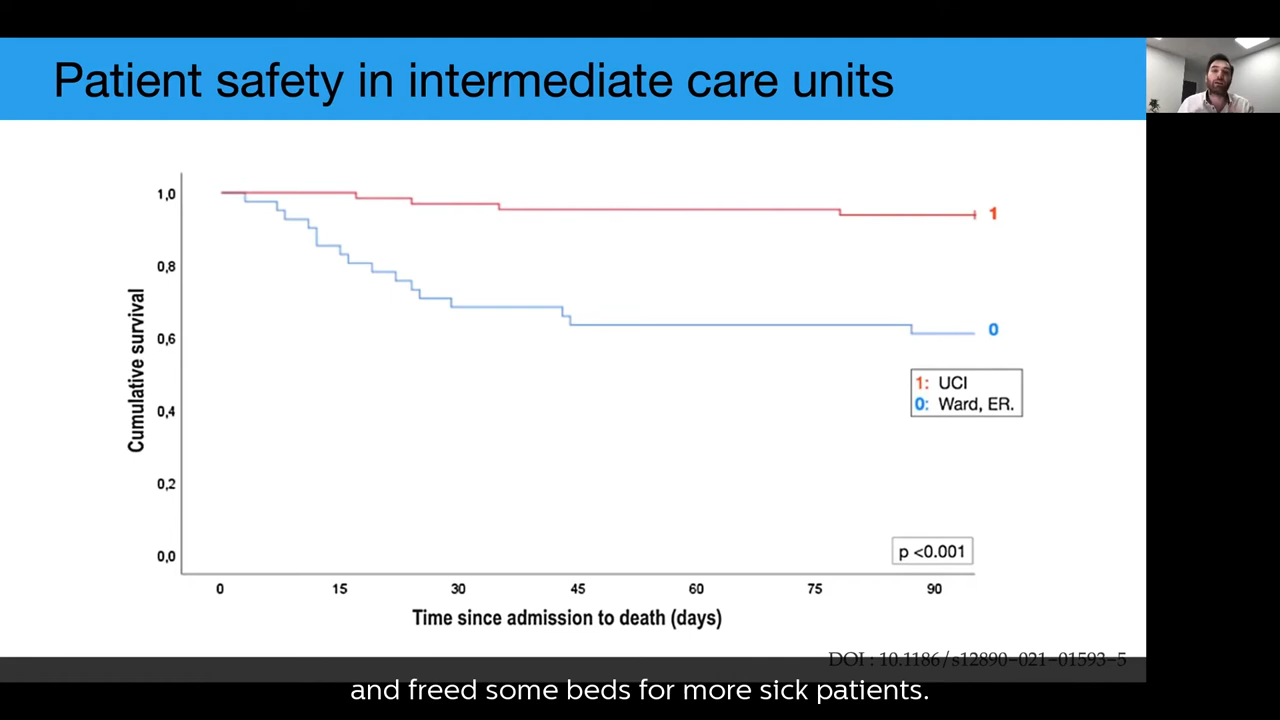 Patient safety in intermediate care units
1,0
0,8
0,6
0,4
0,2
0,0
Cumulative survival
1
0
1: UCI
0: Ward, ER.
p <0.001
0 15 30 45 60 75 90
Time since admission to death (days)
DOI : 10.1186/s12890-021-01593-5
and freed some beds for more sick patients.